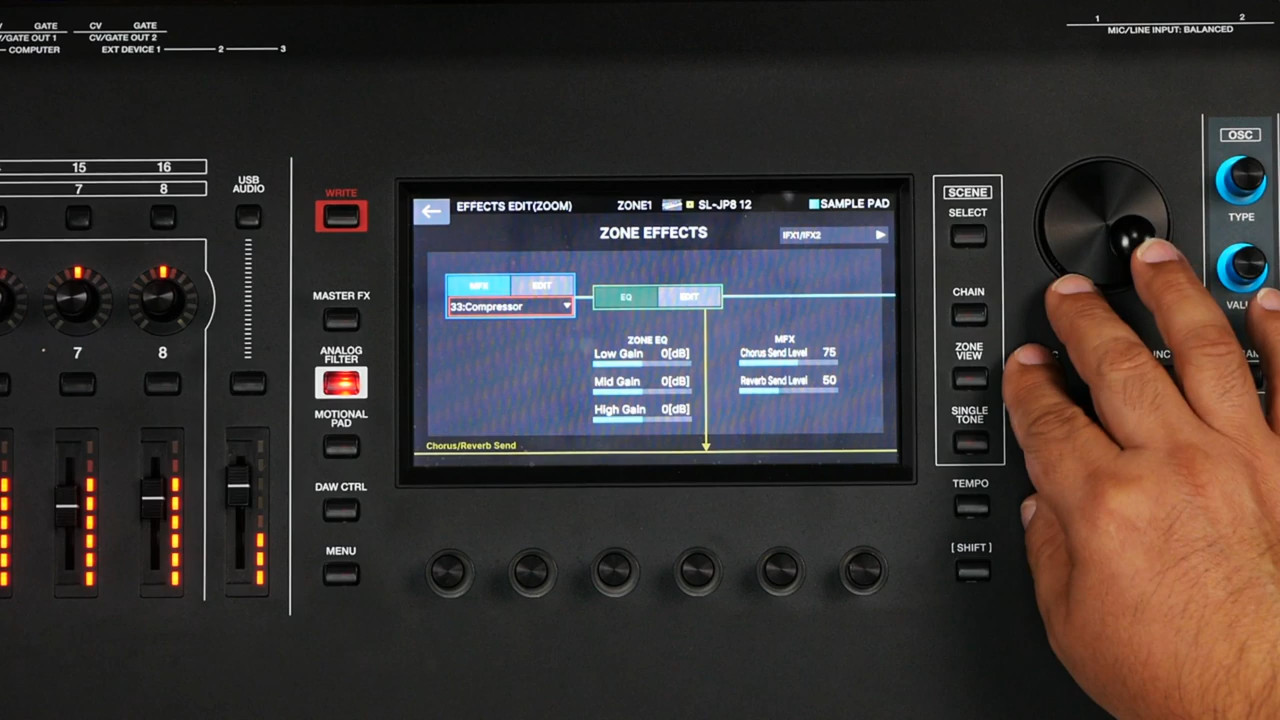 GATE CV GATE
/GATE OUT 1 CV/GATE OUT 2
COMPUTER EXT DEVICE 1 2 3
1 2
MIC/LINE INPUT: BALANCED
15 16
7 8
USB
AUDIO
7 8
WRITE
MASTER FX
ANALOG
FILTER
MOTIONAL
PAD
DAW CTRL
MENU
EFFECTS EDIT(ZOOM) ZONE1 SL-JP8 12 SAMPLE PAD
ZONE EFFECTS IFX1/IFX2
MFX EDIT
33:Compressor
EQ EDIT
ZONE EQ
Low Gain 0[dB]
Mid Gain 0[dB]
High Gain 0[dB]
MFX
Chorus Send Level 75
Reverb Send Level 50
Chorus/Reverb Send
SCENE
SELECT
CHAIN
ZONE
VIEW
SINGLE
TONE
TEMPO
[ SHIFT ]
OSC
TYPE